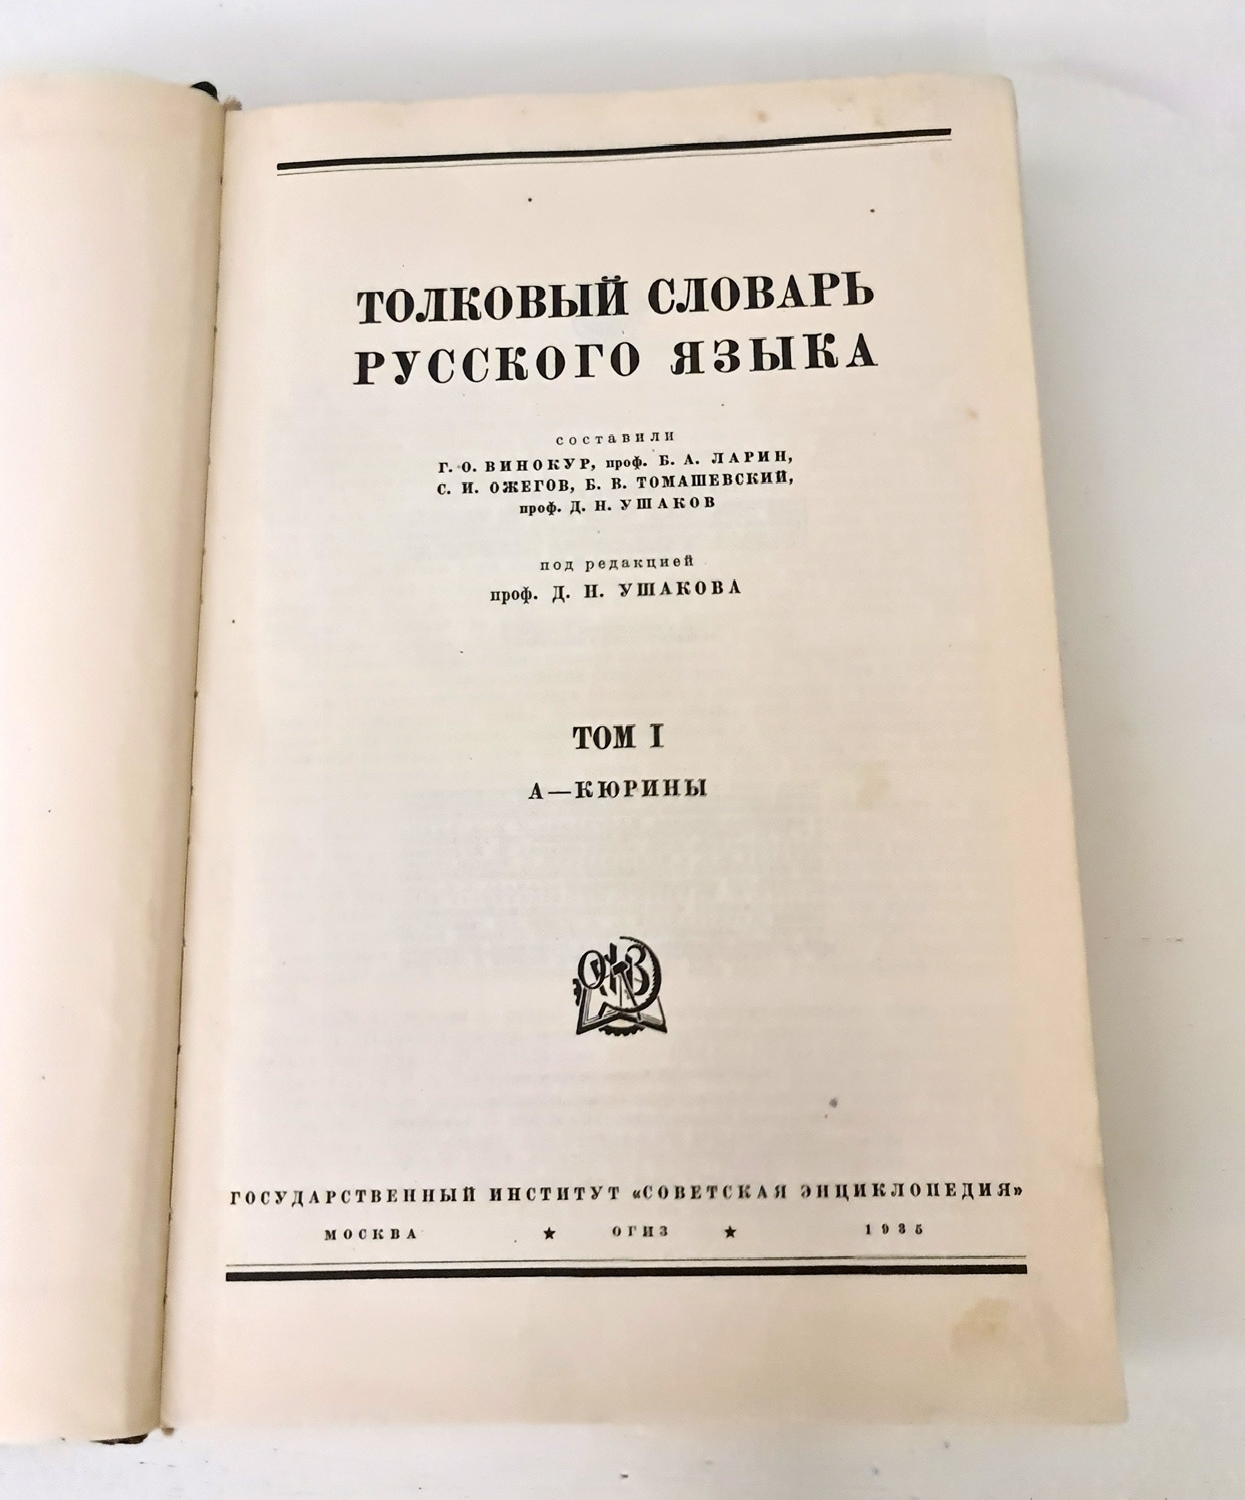 ТОЛКОВЫЙ СЛОВАРЬ
РУССКОГО ЯЗЫКА
составили
Г. О. ВИНОКУР, проф. Б. А. ЛАРИН,
С. И. ОЖЕГОВ, Б. В. ТОМАШЕВСКИЙ,
проф. Д. Н. УШАКОВ
под редакцией
проф. Д. Н. УШАКОВА
ТОМ I
А—КЮРИНЫ
ГОСУДАРСТВЕННЫЙ ИНСТИТУТ «СОВЕТСКАЯ ЭНЦИКЛОПЕДИЯ»
МОСКВА ★ ОГИЗ ★ 1935